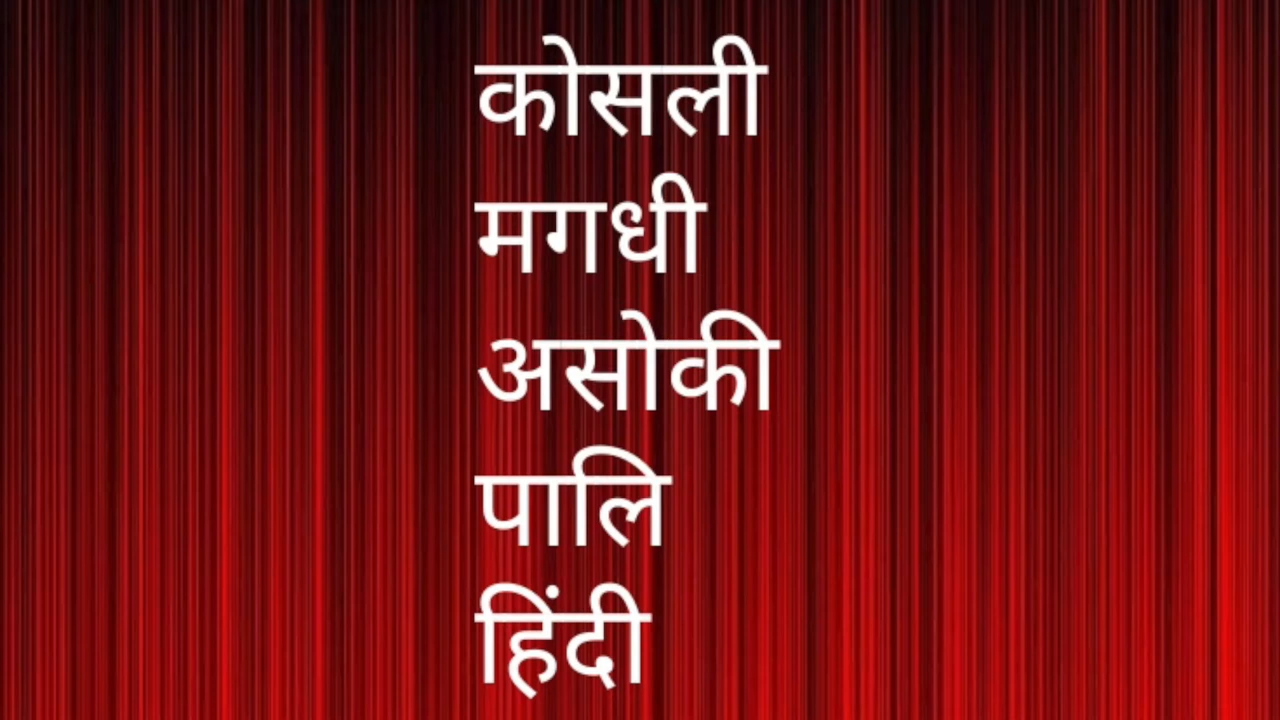 कोसली
मगधी
असोकी
पालि
हिंदी